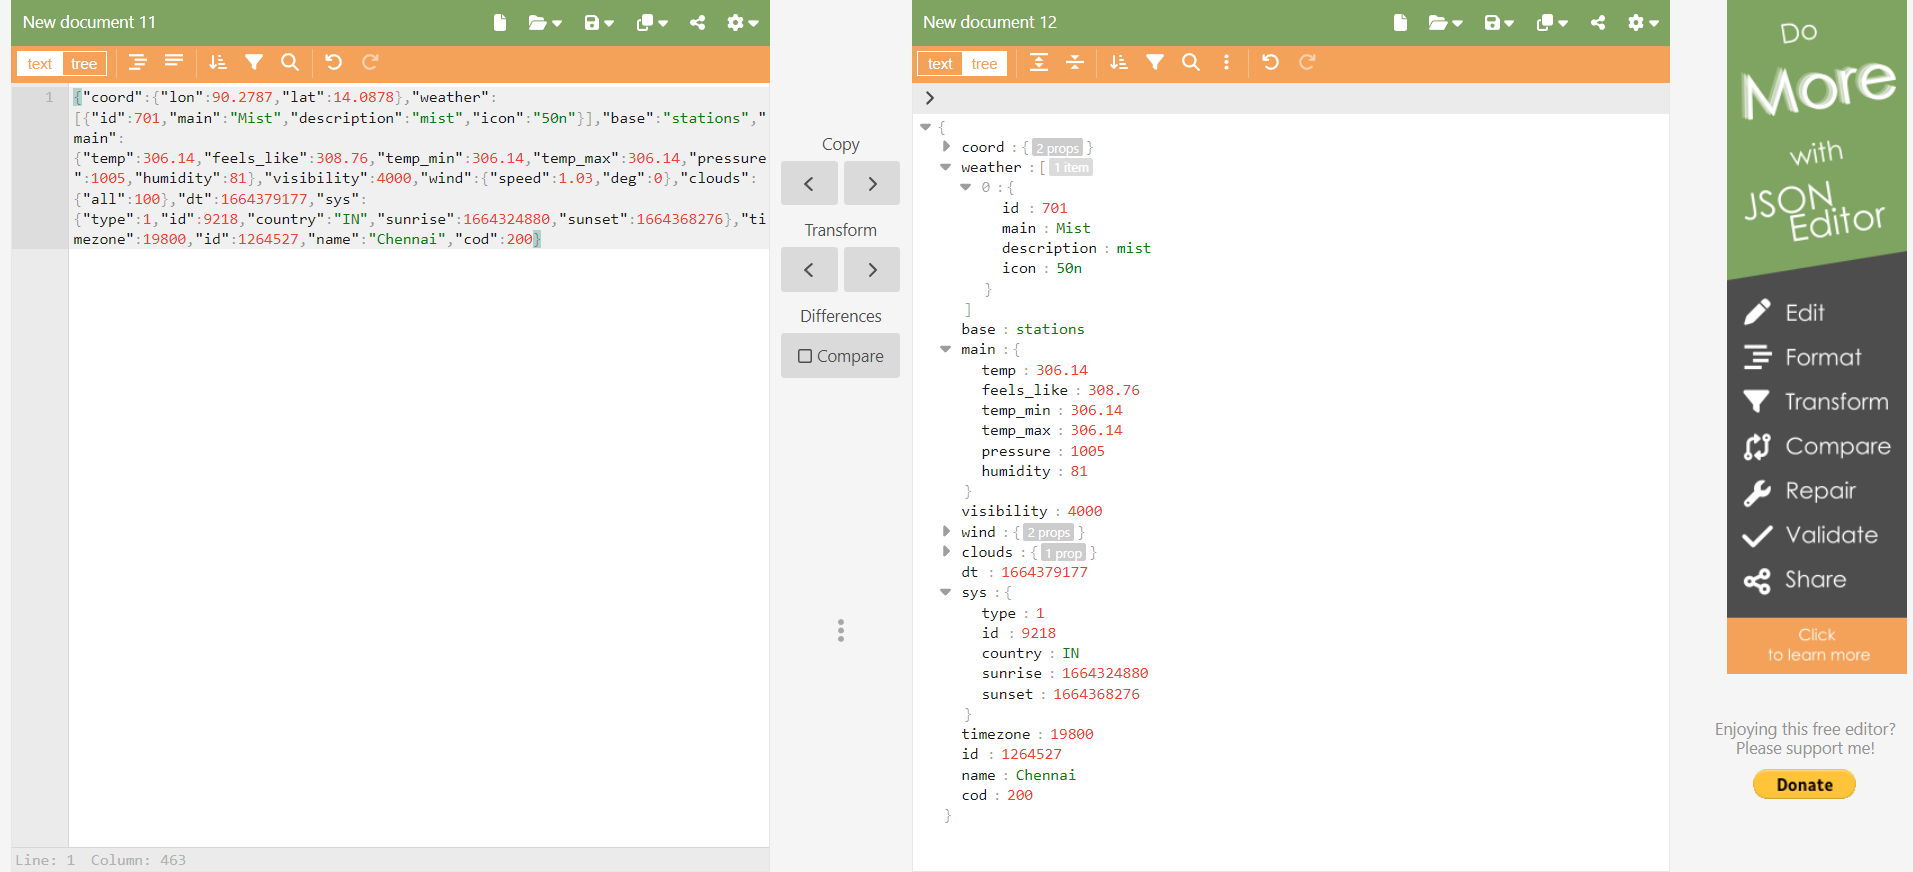 New document 11
text tree
1
{"coord":{"lon":90.2787,"lat":14.0878},"weather":
[{"id":701,"main":"Mist","description":"mist","icon":"50n"}],"base":"stations","
main":
{"temp":306.14,"feels_like":308.76,"temp_min":306.14,"temp_max":306.14,"pressure
":1005,"humidity":81},"visibility":4000,"wind":{"speed":1.03,"deg":0},"clouds":
{"all":100},"dt":1664379177,"sys":
{"type":1,"id":9218,"country":"IN","sunrise":1664324880,"sunset":1664368276},"ti
mezone":19800,"id":1264527,"name":"Chennai","cod":200}
Line: 1 Column: 463
Copy
Transform
Differences
Compare
New document 12
text tree
{
coord : { 2 props }
weather : [ 1 item
0 : {
id : 701
main : Mist
description : mist
icon : 50n
}
]
base : stations
main : {
temp : 306.14
feels_like : 308.76
temp_min : 306.14
temp_max : 306.14
pressure : 1005
humidity : 81
}
visibility : 4000
wind : { 2 props }
clouds : { 1 prop }
dt : 1664379177
sys : {
type : 1
id : 9218
country : IN
sunrise : 1664324880
sunset : 1664368276
}
timezone : 19800
id : 1264527
name : Chennai
cod : 200
}
Do
More
with
JSON
Editor
Edit
Format
Transform
Compare
Repair
Validate
Share
Click
to learn more
Enjoying this free editor?
Please support me!
Donate